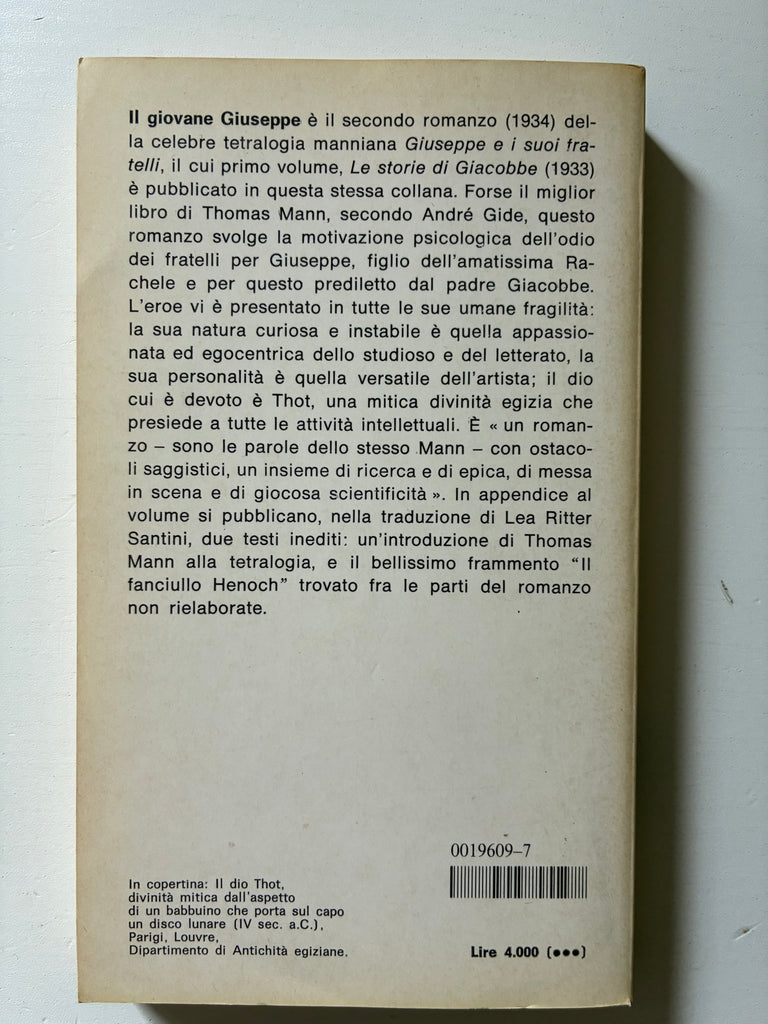 Il giovane Giuseppe è il secondo romanzo (1934) del-
la celebre tetralogia manniana Giuseppe e i suoi fra-
telli, il cui primo volume, Le storie di Giacobbe (1933)
è pubblicato in questa stessa collana. Forse il miglior
libro di Thomas Mann, secondo André Gide, questo
romanzo svolge la motivazione psicologica dell'odio
dei fratelli per Giuseppe, figlio dell'amatissima Ra-
chele e per questo prediletto dal padre Giacobbe.
L'eroe vi è presentato in tutte le sue umane fragilità:
la sua natura curiosa e instabile è quella appassio-
nata ed egocentrica dello studioso e del letterato, la
sua personalità è quella versatile dell'artista; il dio
cui è devoto è Thot, una mitica divinità egizia che
presiede a tutte le attività intellettuali. È « un roman-
zo – sono le parole dello stesso Mann – con ostaco-
li saggistici, un insieme di ricerca e di epica, di messa
in scena e di giocosa scientificità ». In appendice al
volume si pubblicano, nella traduzione di Lea Ritter
Santini, due testi inediti: un'introduzione di Thomas
Mann alla tetralogia, e il bellissimo frammento "Il
fanciullo Henoch" trovato fra le parti del romanzo
non rielaborate.
0019609–7
In copertina: Il dio Thot,
divinità mitica dall'aspetto
di un babbuino che porta sul capo
un disco lunare (IV sec. a.C.),
Parigi, Louvre,
Dipartimento di Antichità egiziane.
Lire 4.000 (●●●)